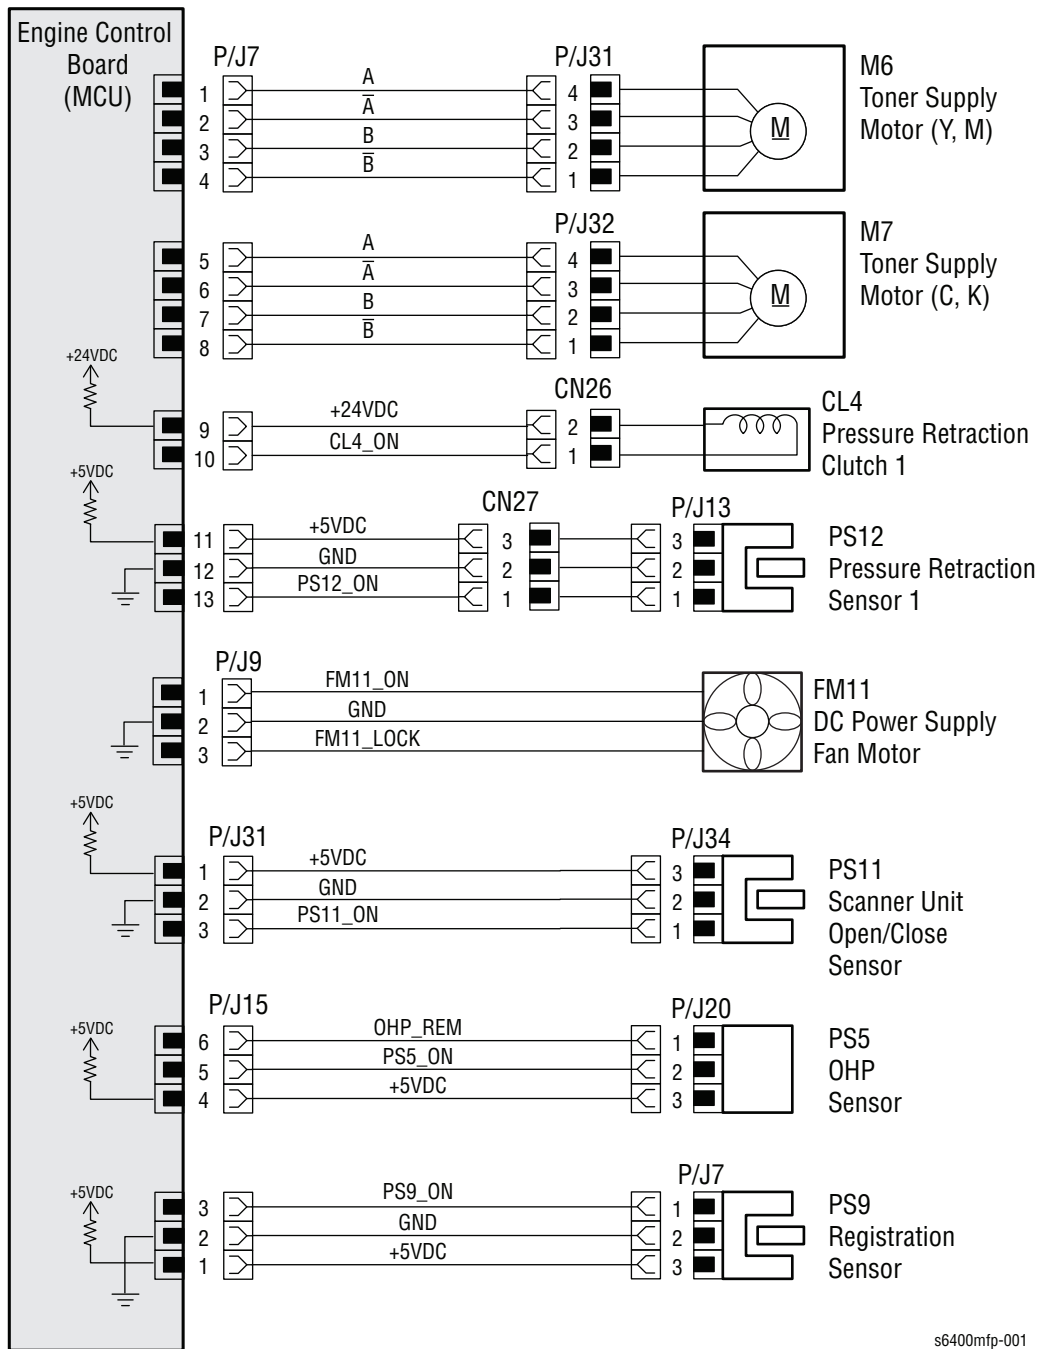 Engine Control
Board
(MCU)
P/J7
P/J31
1
2
3
4
A
A̅
B
B̅
4
3
2
1
M
M6
Toner Supply
Motor (Y, M)
P/J32
5
6
7
8
A
A̅
B
B̅
4
3
2
1
M
M7
Toner Supply
Motor (C, K)
+24VDC
CN26
9
10
+24VDC
CL4_ON
2
1
CL4
Pressure Retraction
Clutch 1
+5VDC
CN27
P/J13
11
12
13
+5VDC
GND
PS12_ON
3
2
1
3
2
1
PS12
Pressure Retraction
Sensor 1
P/J9
1
2
3
FM11_ON
GND
FM11_LOCK
FM11
DC Power Supply
Fan Motor
+5VDC
P/J31
P/J34
1
2
3
+5VDC
GND
PS11_ON
3
2
1
PS11
Scanner Unit
Open/Close
Sensor
+5VDC
P/J15
P/J20
6
5
4
OHP_REM
PS5_ON
+5VDC
1
2
3
PS5
OHP
Sensor
+5VDC
P/J7
3
2
1
PS9_ON
GND
+5VDC
1
2
3
PS9
Registration
Sensor
s6400mfp-001